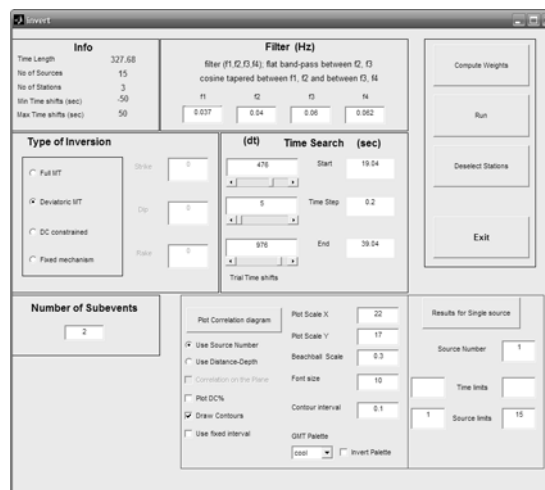 invert
Info
Time Length 327.68
No of Sources 15
No of Stations 3
Min Time shifts (sec) -50
Max Time shifts (sec) 50
Filter (Hz)
filter (f1,f2,f3,f4); flat band-pass between f2, f3
cosine tapered between f1, f2 and between f3, f4
f1 f2 f3 f4
0.037 0.04 0.06 0.062
Compute Weights
Run
Deselect Stations
Exit
Type of Inversion
Full MT
Deviatoric MT
DC constrained
Fixed mechanism
Strike 0
Dip 0
Rake 0
(dt) Time Search (sec)
476 Start 19.04
5 Time Step 0.2
976 End 39.04
Trial Time shifts
Number of Subevents
2
Plot Correlation diagram
Use Source Number
Use Distance-Depth
Correlation on the Plane
Plot DC%
Draw Contours
Use fixed interval
Plot Scale X 22
Plot Scale Y 17
Beachball Scale 0.3
Font size 10
Contour interval 0.1
GMT Palette
cool Invert Palette
Results for Single source
Source Number 1
Time limits
1 Source limits 15